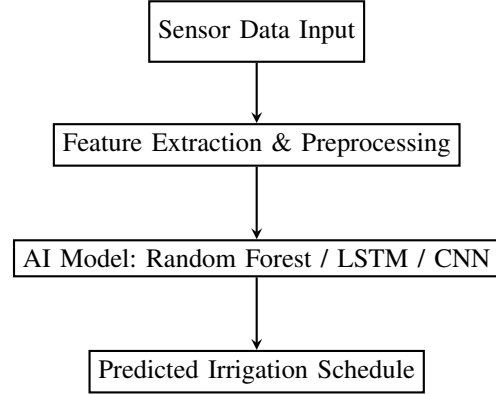 Sensor Data Input
Feature Extraction & Preprocessing
AI Model: Random Forest / LSTM / CNN
Predicted Irrigation Schedule